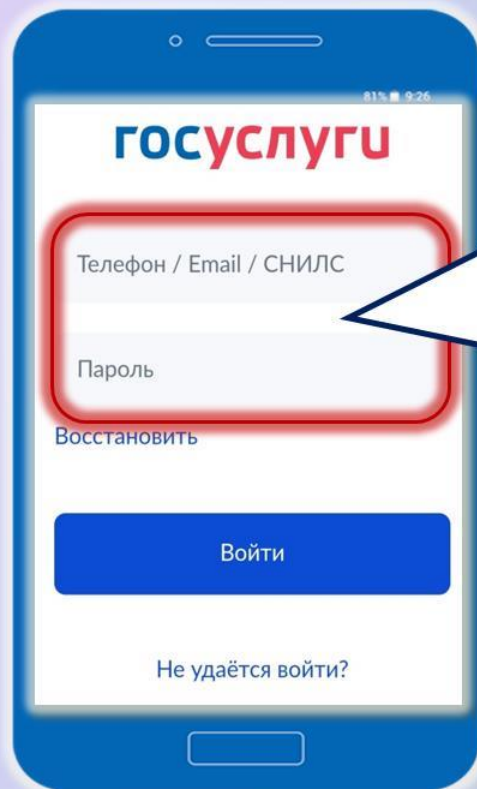 81% 9:26
госуслуги
Телефон / Email / СНИЛС
Пароль
Восстановить
Войти
Не удаётся войти?